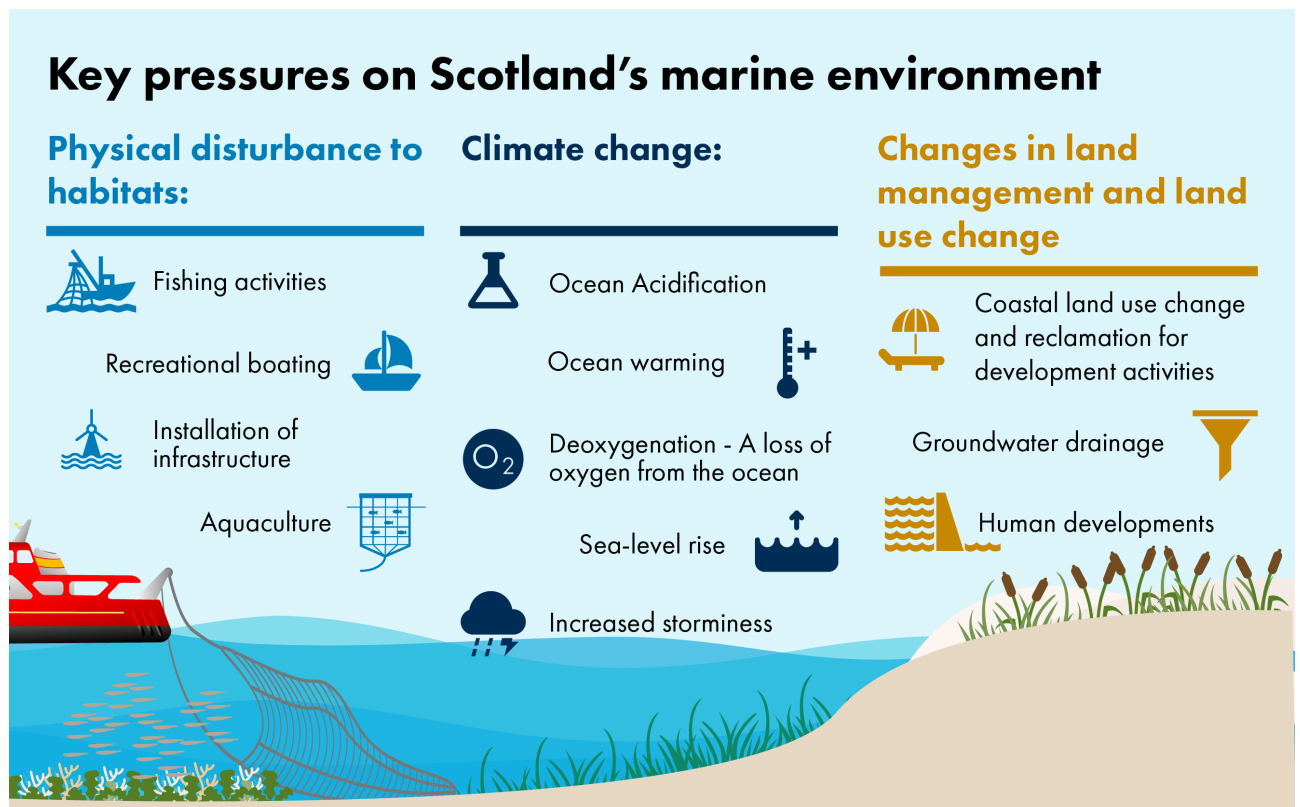 Key pressures on Scotland’s marine environment
Physical disturbance to
habitats:
Fishing activities
Recreational boating
Installation of
infrastructure
Aquaculture
Climate change:
Ocean Acidification
Ocean warming
O2
Deoxygenation - A loss of
oxygen from the ocean
Sea-level rise
Increased storminess
Changes in land
management and land
use change
Coastal land use change
and reclamation for
development activities
Groundwater drainage
Human developments